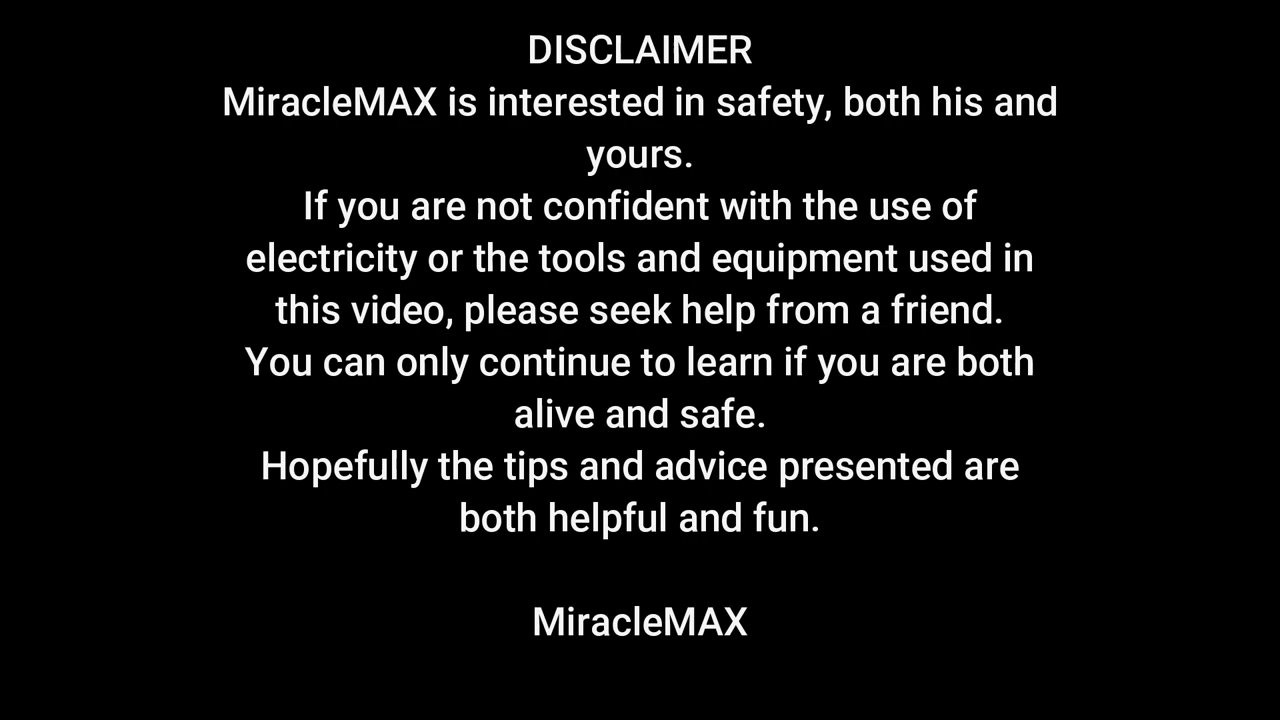 DISCLAIMER
MiracleMAX is interested in safety, both his and
yours.
If you are not confident with the use of
electricity or the tools and equipment used in
this video, please seek help from a friend.
You can only continue to learn if you are both
alive and safe.
Hopefully the tips and advice presented are
both helpful and fun.
MiracleMAX